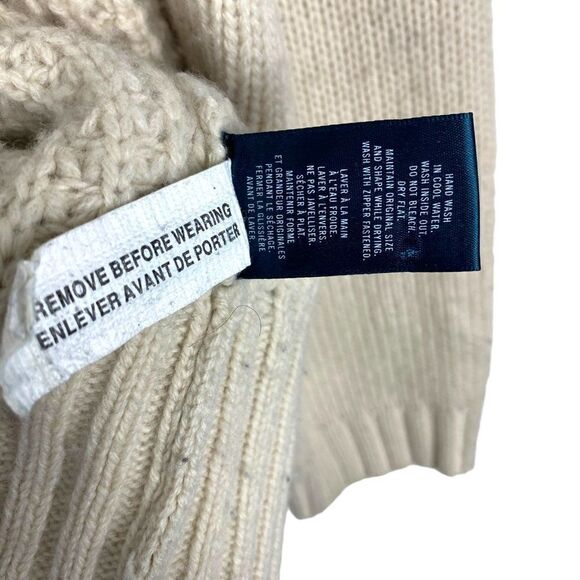 HAND WASH
IN COOL WATER.
WASH INSIDE OUT.
DO NOT BLEACH.
DRY FLAT.
MAINTAIN ORIGINAL SIZE
AND SHAPE WHILE DRYING.
WASH WITH ZIPPER FASTENED.
LAVER À LA MAIN
À L'EAU FROIDE
LAVER À L'ENVERS.
NE PAS JAVELLISER.
SÉCHER À PLAT.
MAINTENIR FORME
ET GRANDEUR ORIGINALES
PENDANT LE SÉCHAGE.
FERMER LA GLISSIÈRE
AVANT DE LAVER.
REMOVE BEFORE WEARING
ENLEVER AVANT DE PORTER